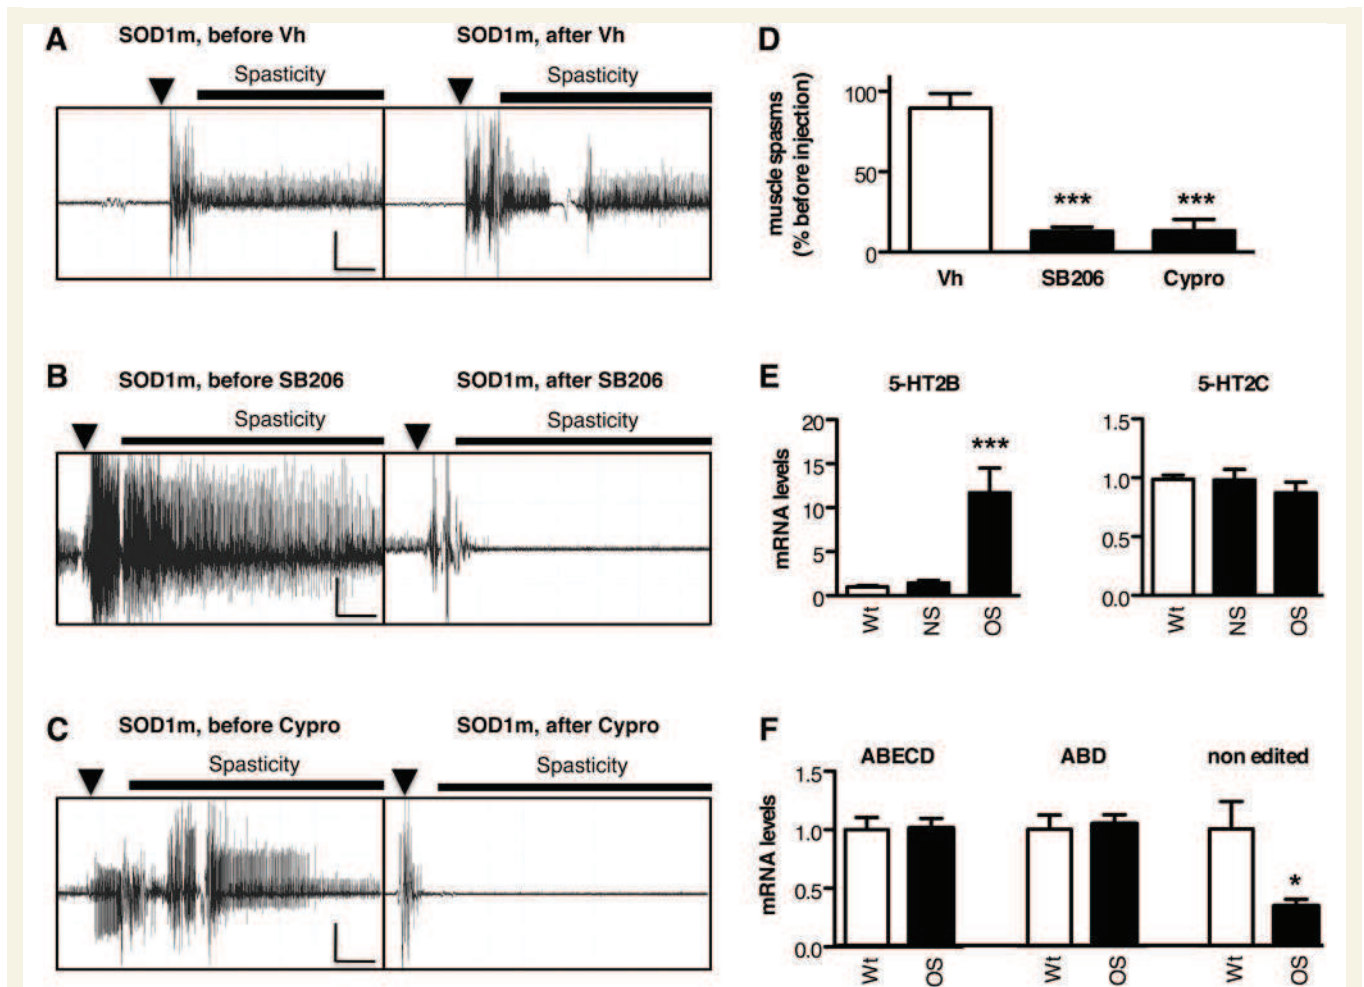 A
SOD1m, before Vh
SOD1m, after Vh
Spasticity
Spasticity
B
SOD1m, before SB206
SOD1m, after SB206
Spasticity
Spasticity
C
SOD1m, before Cypro
SOD1m, after Cypro
Spasticity
Spasticity
D
muscle spasms
(% before injection)
100
50
0
***
***
Vh
SB206
Cypro
E
5-HT2B
mRNA levels
20
15
10
5
0
***
Wt
NS
OS
5-HT2C
1.5
1.0
0.5
0.0
Wt
NS
OS
F
ABECD
ABD
non edited
mRNA levels
1.5
1.0
0.5
0.0
*
Wt
OS
Wt
OS
Wt
OS